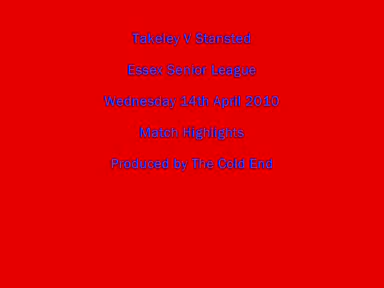 Takeley V Stansted
Essex Senior League
Wednesday 14th April 2010
Match Highlights
Produced by The Cold End